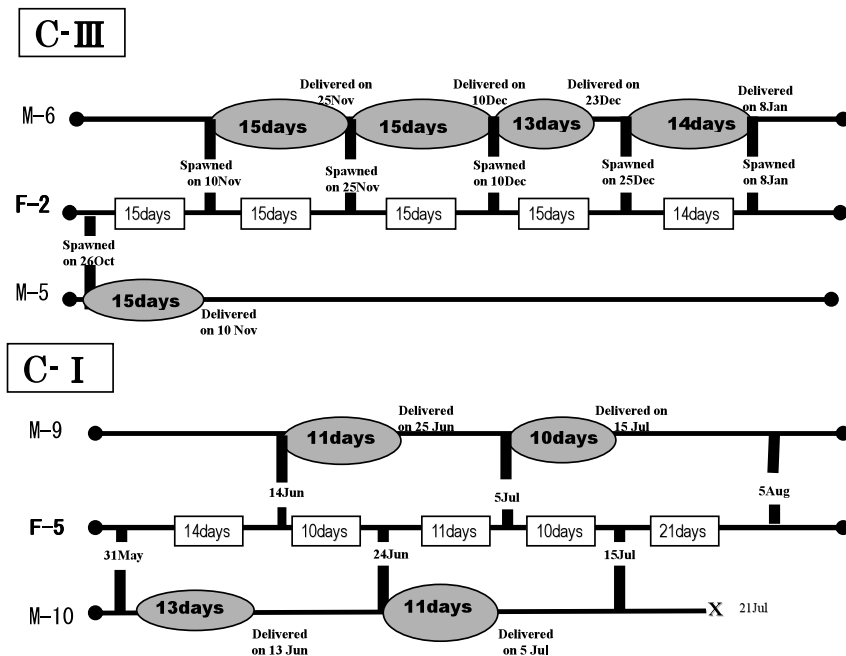 C-Ⅲ
Delivered on
25Nov
Delivered on
10Dec
Delivered on
23Dec
Delivered
on 8Jan
M-6
15days
15days
13days
14days
Spawned
on 10Nov
Spawned
on 25Nov
Spawned
on 10Dec
Spawned
on 25Dec
Spawned
on 8Jan
F-2
15days
15days
15days
15days
14days
Spawned
on 26Oct
M-5
15days
Delivered
on 10 Nov
C-Ⅰ
M-9
11days
Delivered
on 25 Jun
10days
Delivered on
15 Jul
14Jun
5Jul
5Aug
F-5
14days
10days
11days
10days
21days
31May
24Jun
15Jul
M-10
13days
11days
X
21Jul
Delivered
on 13 Jun
Delivered
on 5 Jul